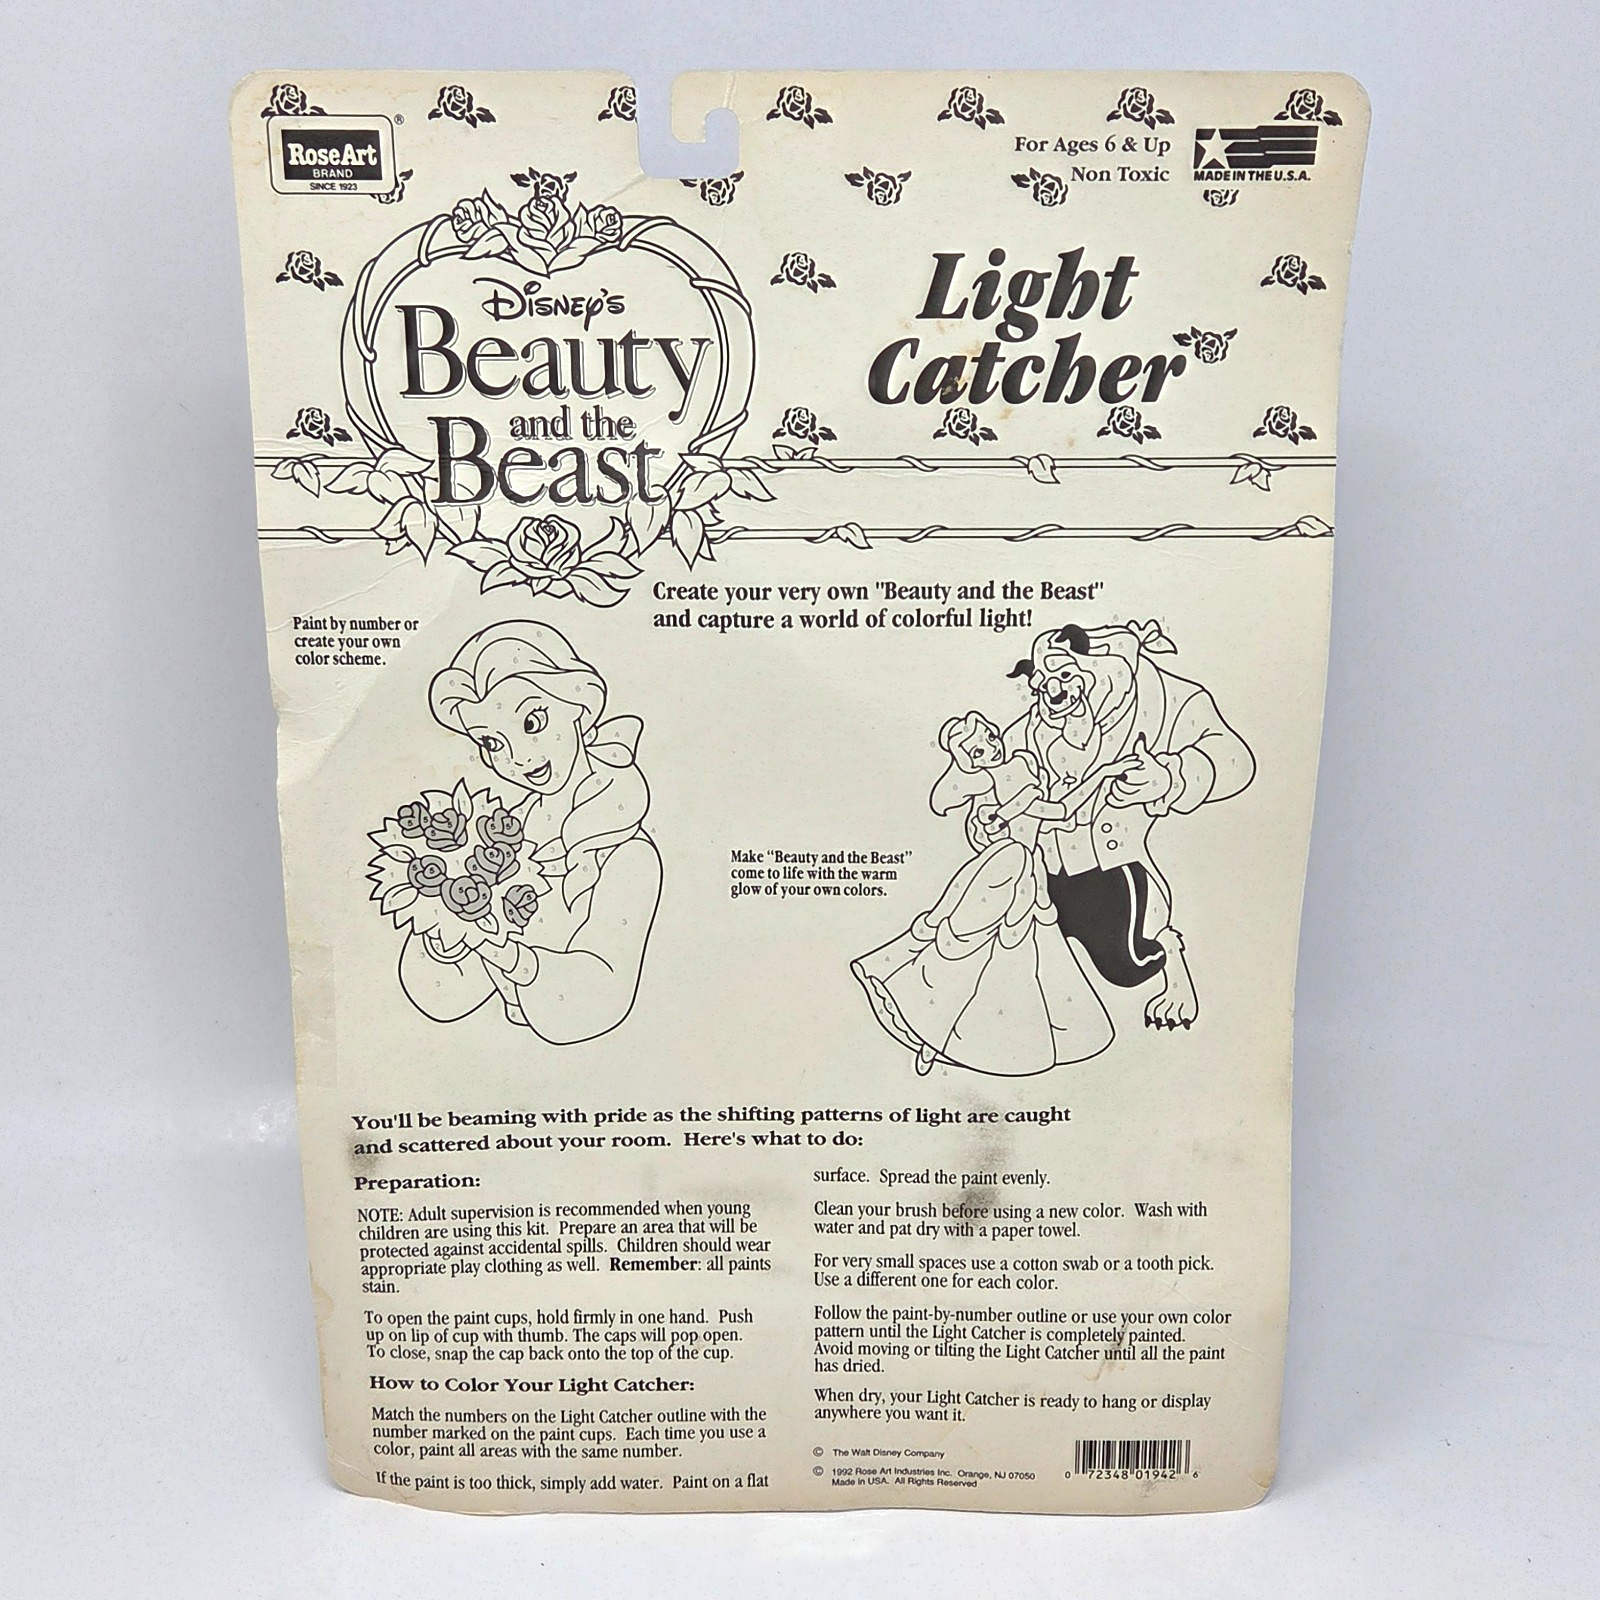 RoseArt ®
BRAND
SINCE 1923
For Ages 6 & Up
Non Toxic
MADE IN THE U.S.A.
Disney's
Beauty
and the
Beast
Light
Catcher
Create your very own "Beauty and the Beast"
and capture a world of colorful light!
Paint by number or
create your own
color scheme.
Make “Beauty and the Beast”
come to life with the warm
glow of your own colors.
You'll be beaming with pride as the shifting patterns of light are caught
and scattered about your room. Here's what to do:
Preparation:
NOTE: Adult supervision is recommended when young
children are using this kit. Prepare an area that will be
protected against accidental spills. Children should wear
appropriate play clothing as well. Remember: all paints
stain.
To open the paint cups, hold firmly in one hand. Push
up on lip of cup with thumb. The caps will pop open.
To close, snap the cap back onto the top of the cup.
How to Color Your Light Catcher:
Match the numbers on the Light Catcher outline with the
number marked on the paint cups. Each time you use a
color, paint all areas with the same number.
If the paint is too thick, simply add water. Paint on a flat
surface. Spread the paint evenly.
Clean your brush before using a new color. Wash with
water and pat dry with a paper towel.
For very small spaces use a cotton swab or a tooth pick.
Use a different one for each color.
Follow the paint-by-number outline or use your own color
pattern until the Light Catcher is completely painted.
Avoid moving or tilting the Light Catcher until all the paint
has dried.
When dry, your Light Catcher is ready to hang or display
anywhere you want it.
© The Walt Disney Company
© 1992 Rose Art Industries Inc. Orange, NJ 07050
Made in USA. All Rights Reserved
0 72348 01942 6